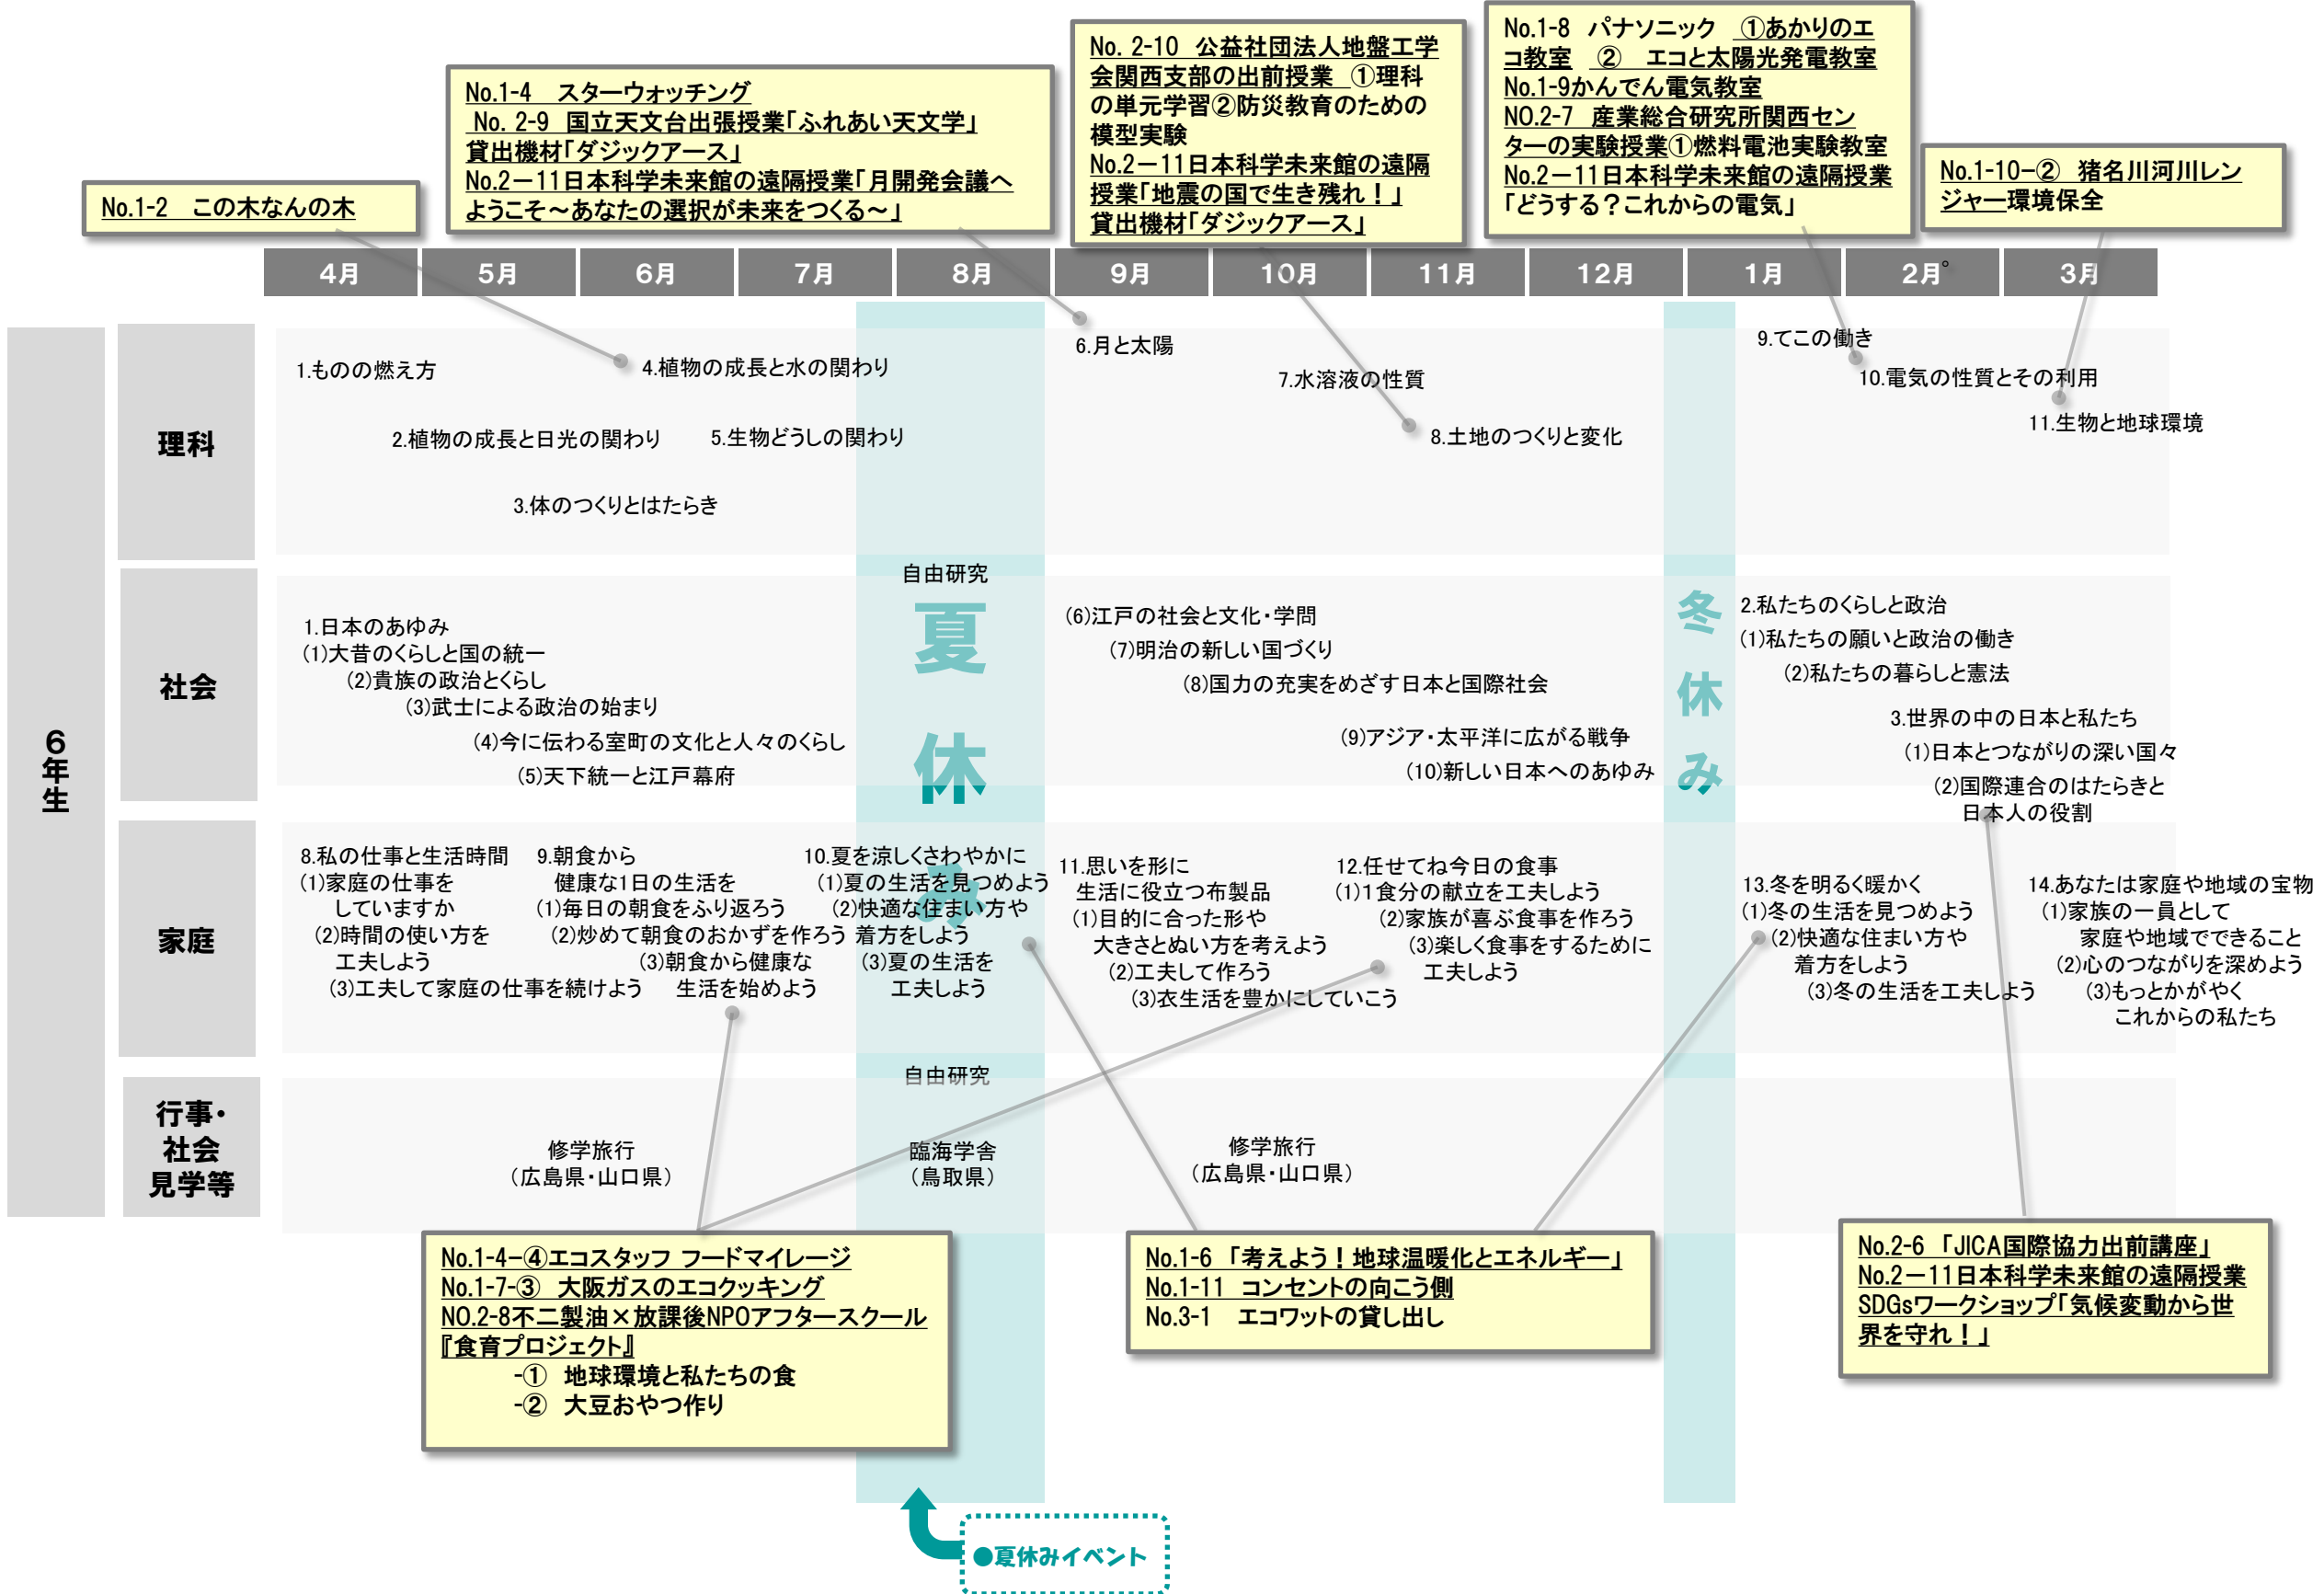 No.1-8　パナソニック　①あかりのエ
コ教室　②　エコと太陽光発電教室
No.1-9かんでん電気教室
NO.2-7　産業総合研究所関西セン
ターの実験授業①燃料電池実験教室
No.2－11日本科学未来館の遠隔授業
「どうする？これからの電気」
No. 2-10　公益社団法人地盤工学
会関西支部の出前授業　①理科
の単元学習②防災教育のための
模型実験
No.2－11日本科学未来館の遠隔
授業「地震の国で生き残れ！」
貸出機材「ダジックアース」
No.1-4　スターウォッチング
No. 2-9　国立天文台出張授業「ふれあい天文学」
貸出機材「ダジックアース」
No.2－11日本科学未来館の遠隔授業「月開発会議へ
ようこそ～あなたの選択が未来をつくる～」
No.1-10－②　猪名川河川レン
ジャー環境保全
No.1-2　この木なんの木
4月　5月　6月　7月　8月　9月　10月　11月　12月　1月　2月°　3月
6年生
理科
1.ものの燃え方
2.植物の成長と日光の関わり
3.体のつくりとはたらき
4.植物の成長と水の関わり
5.生物どうしの関わり
6.月と太陽
7.水溶液の性質
8.土地のつくりと変化
9.てこの働き
10.電気の性質とその利用
11.生物と地球環境
自由研究
夏休み
冬休み
社会
1.日本のあゆみ
(1)大昔のくらしと国の統一
(2)貴族の政治とくらし
(3)武士による政治の始まり
(4)今に伝わる室町の文化と人々のくらし
(5)天下統一と江戸幕府
(6)江戸の社会と文化・学問
(7)明治の新しい国づくり
(8)国力の充実をめざす日本と国際社会
(9)アジア・太平洋に広がる戦争
(10)新しい日本へのあゆみ
2.私たちのくらしと政治
(1)私たちの願いと政治の働き
(2)私たちの暮らしと憲法
3.世界の中の日本と私たち
(1)日本とつながりの深い国々
(2)国際連合のはたらきと
日本人の役割
家庭
8.私の仕事と生活時間
(1)家庭の仕事を
していますか
(2)時間の使い方を
工夫しよう
(3)工夫して家庭の仕事を続けよう
9.朝食から
健康な1日の生活を
(1)毎日の朝食をふり返ろう
(2)炒めて朝食のおかずを作ろう
(3)朝食から健康な
生活を始めよう
10.夏を涼しくさわやかに
(1)夏の生活を見つめよう
(2)快適な住まい方や
着方をしよう
(3)夏の生活を
工夫しよう
11.思いを形に
生活に役立つ布製品
(1)目的に合った形や
大きさとぬい方を考えよう
(2)工夫して作ろう
(3)衣生活を豊かにしていこう
12.任せてね今日の食事
(1)1食分の献立を工夫しよう
(2)家族が喜ぶ食事を作ろう
(3)楽しく食事をするために
工夫しよう
13.冬を明るく暖かく
(1)冬の生活を見つめよう
(2)快適な住まい方や
着方をしよう
(3)冬の生活を工夫しよう
14.あなたは家庭や地域の宝物
(1)家族の一員として
家庭や地域でできること
(2)心のつながりを深めよう
(3)もっとかがやく
これからの私たち
行事・
社会
見学等
自由研究
修学旅行
（広島県・山口県）
臨海学舎
（鳥取県）
修学旅行
（広島県・山口県）
No.1-4－④エコスタッフ フードマイレージ
No.1-7-③　大阪ガスのエコクッキング
NO.2-8不二製油×放課後NPOアフタースクール
『食育プロジェクト』
-①　地球環境と私たちの食
-②　大豆おやつ作り
No.1-6　「考えよう！地球温暖化とエネルギー」
No.1-11　コンセントの向こう側
No.3-1　エコワットの貸し出し
No.2-6　「JICA国際協力出前講座」
No.2－11日本科学未来館の遠隔授業
SDGsワークショップ「気候変動から世
界を守れ！」
●夏休みイベント